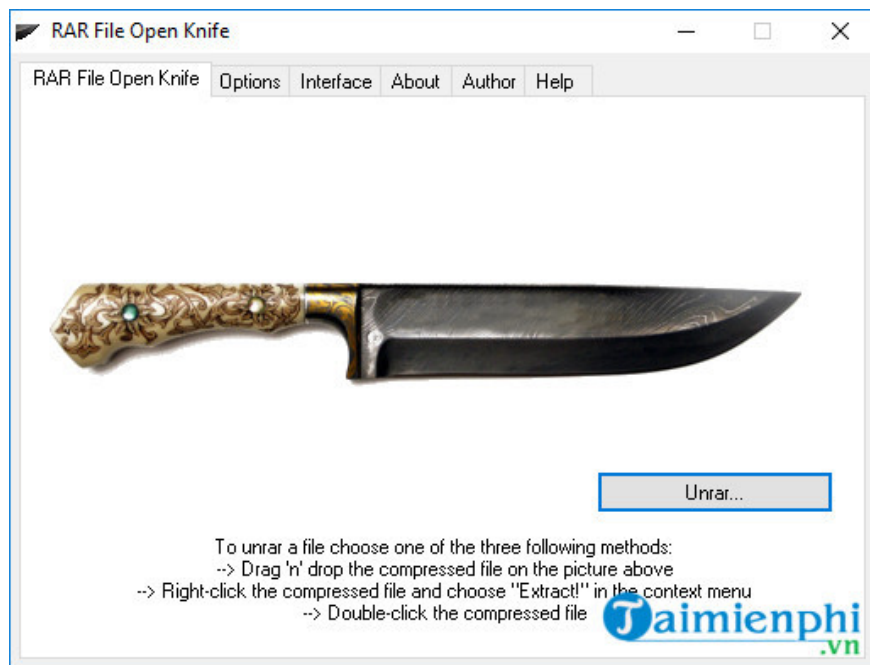 RAR File Open Knife
RAR File Open Knife Options Interface About Author Help
Unrar...
To unrar a file choose one of the three following methods:
--> Drag 'n' drop the compressed file on the picture above
--> Right-click the compressed file and choose "Extract!" in the context menu
--> Double-click the compressed file
Taimienphi
.vn